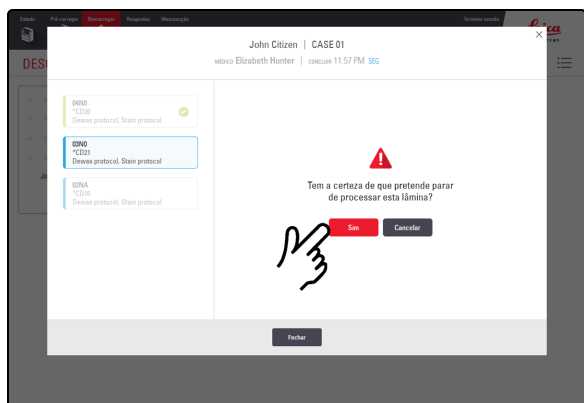 Estado Pré-carregar Descarregar Reagentes Manutenção Terminar sessão
John Citizen | CASE 01
MÉDICO Elizabeth Hunter | CONCLUIR 11:57 PM SEG
04N0
*CD20
Dewax protocol, Stain protocol
03N0
*CD21
Dewax protocol, Stain protocol
02NA
*CD10
Dewax protocol, Stain protocol
Tem a certeza de que pretende parar
de processar esta lâmina?
Sim Cancelar
Fechar